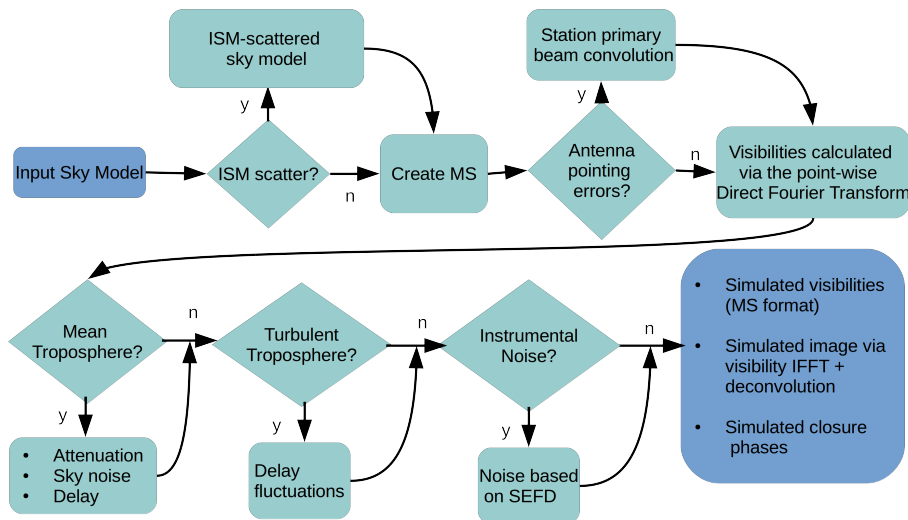 ISM-scattered
sky model
y
Input Sky Model
ISM scatter?
n
Create MS
Station primary
beam convolution
y
Antenna
pointing
errors?
n
Visibilities calculated
via the point-wise
Direct Fourier Transform
Mean
Troposphere?
n
y
• Attenuation
• Sky noise
• Delay
Turbulent
Troposphere?
n
y
Delay
fluctuations
Instrumental
Noise?
n
y
Noise based
on SEFD
• Simulated visibilities
(MS format)
• Simulated image via
visibility IFFT +
deconvolution
• Simulated closure
phases